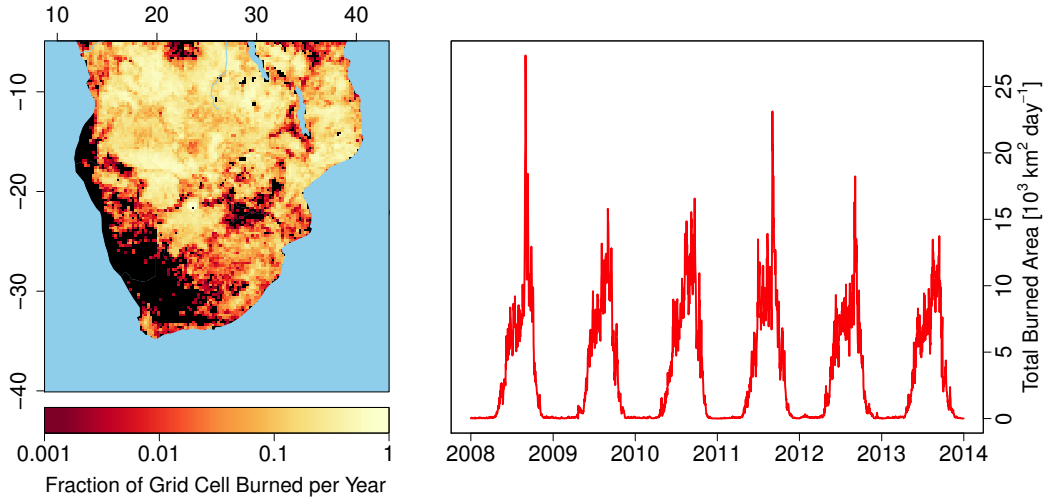 10 20 30 40
−10
−20
−30
−40
0.001 0.01 0.1 1
Fraction of Grid Cell Burned per Year
0 5 10 15 20 25
Total Burned Area [10³ km² day⁻¹]
2008 2009 2010 2011 2012 2013 2014